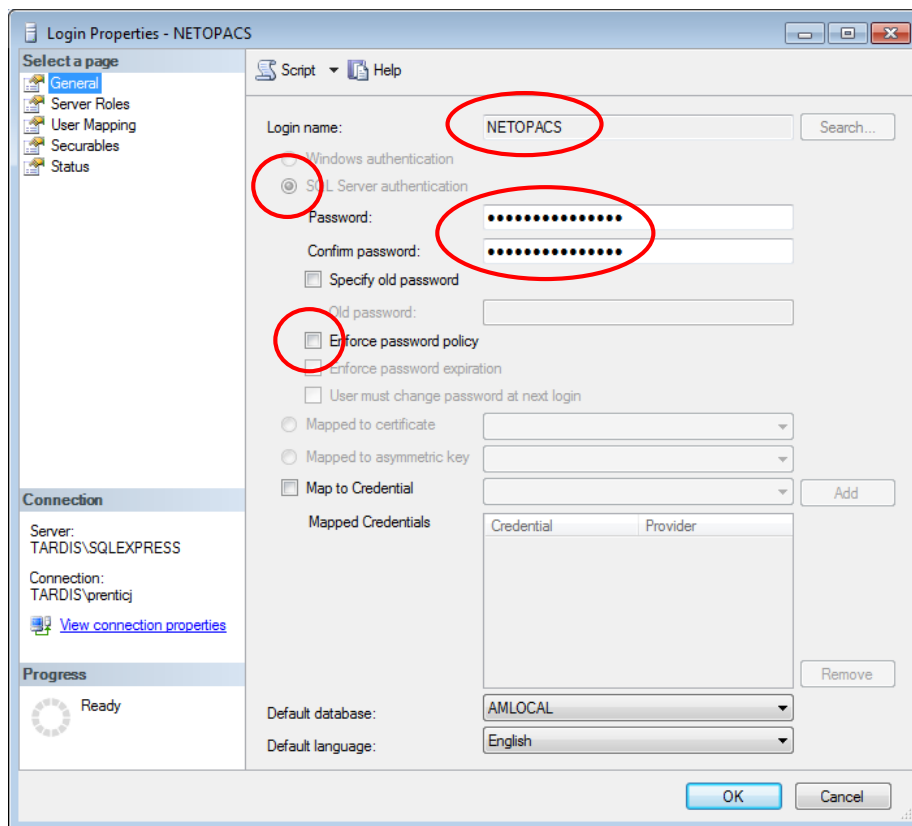 Login Properties - NETOPACS
Select a page
General
Server Roles
User Mapping
Securables
Status
Script Help
Login name: NETOPACS Search...
Windows authentication
SQL Server authentication
Password: ●●●●●●●●●●●●●●●
Confirm password: ●●●●●●●●●●●●●●●
Specify old password
Old password:
Enforce password policy
Enforce password expiration
User must change password at next login
Mapped to certificate
Mapped to asymmetric key
Map to Credential Add
Mapped Credentials Credential Provider
Remove
Default database: AMLOCAL
Default language: English
Connection
Server:
TARDIS\SQLEXPRESS
Connection:
TARDIS\prenticj
View connection properties
Progress
Ready
OK Cancel